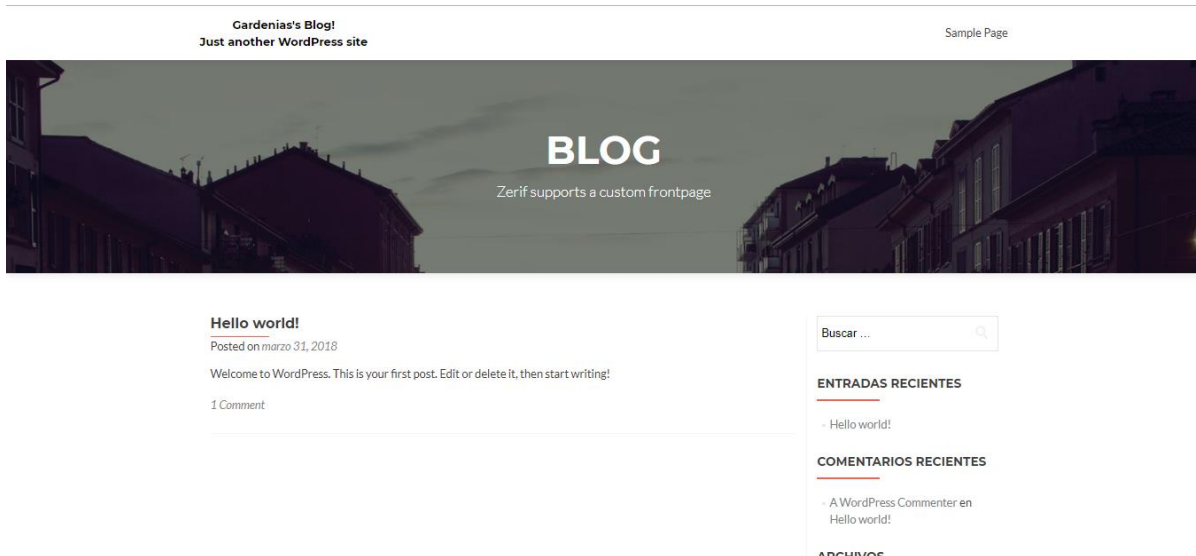 Gardenias's Blog!
Just another WordPress site
Sample Page
BLOG
Zerif supports a custom frontpage
Hello world!
Posted on marzo 31, 2018
Welcome to WordPress. This is your first post. Edit or delete it, then start writing!
1 Comment
Buscar ...
ENTRADAS RECIENTES
Hello world!
COMENTARIOS RECIENTES
A WordPress Commenter en
Hello world!
ARCHIVOS